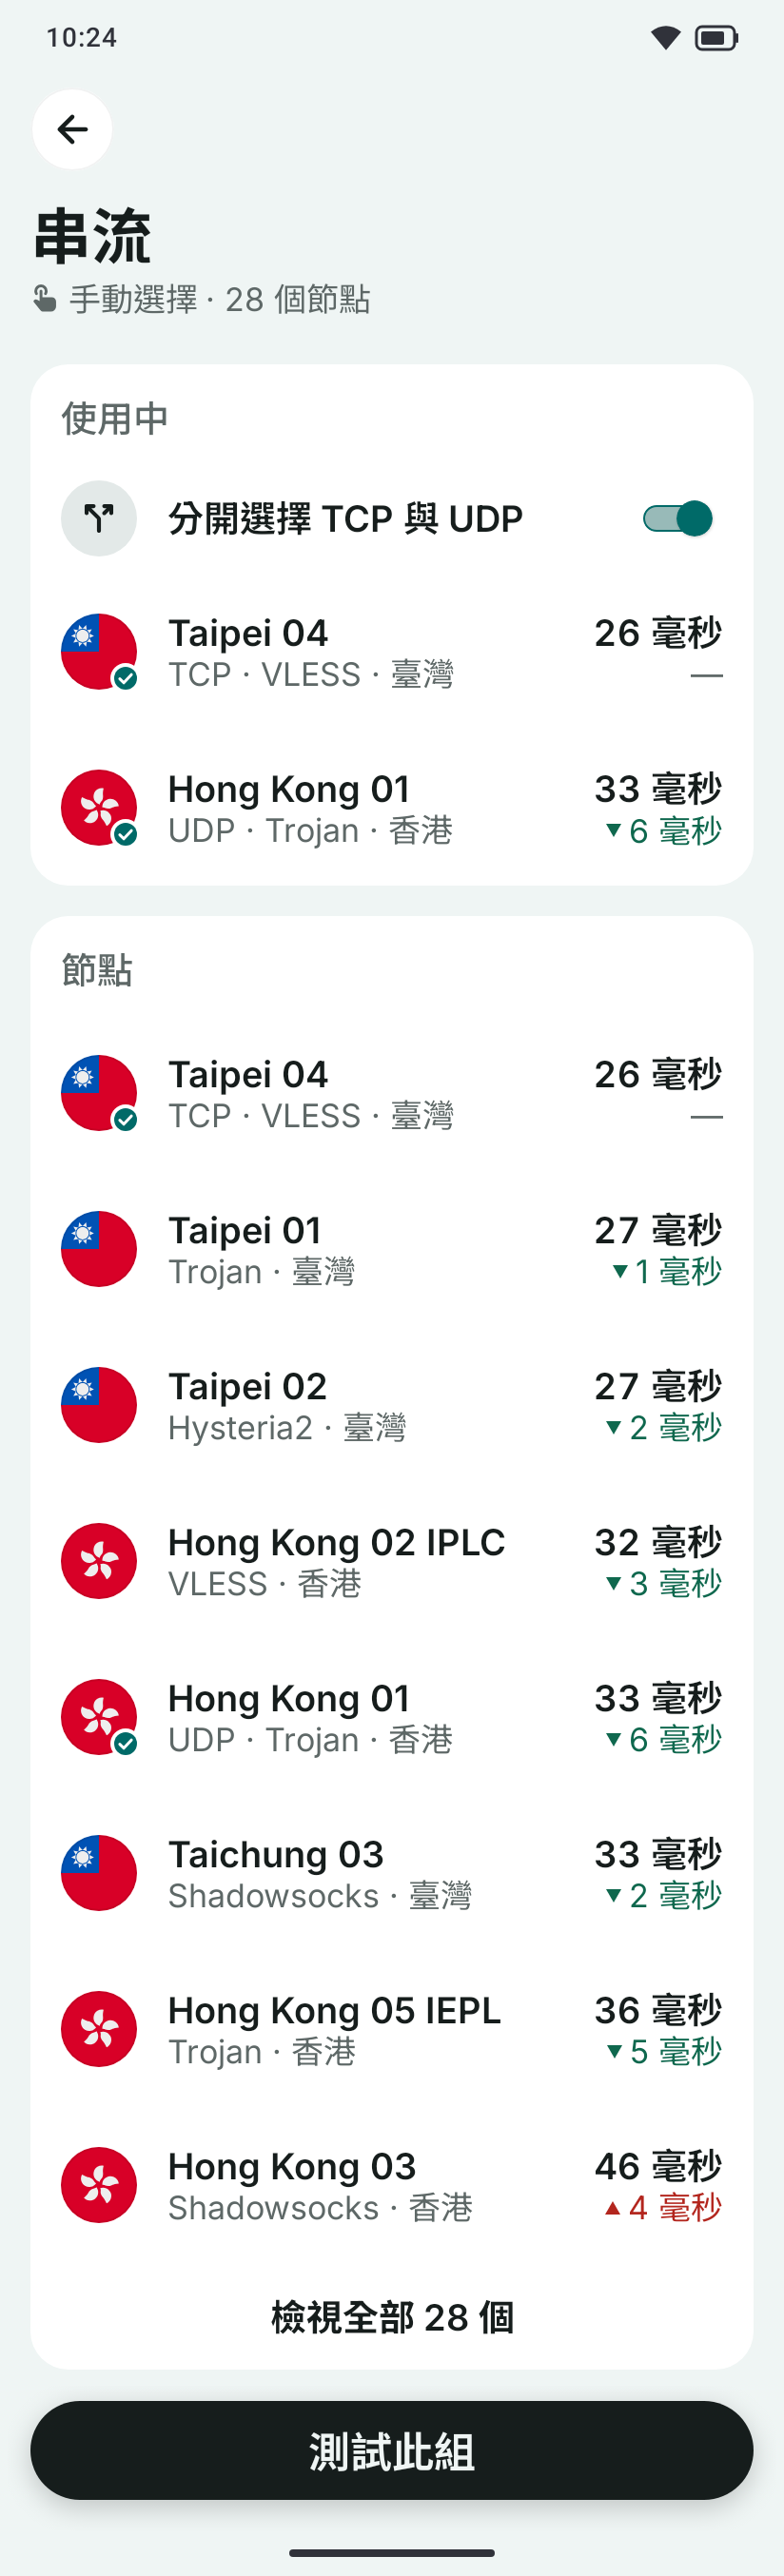 10:24
串流
手動選擇 · 28 個節點
使用中
分開選擇 TCP 與 UDP
Taipei 04
26 毫秒
TCP · VLESS · 臺灣
—
Hong Kong 01
33 毫秒
UDP · Trojan · 香港
▼6 毫秒
節點
Taipei 04
26 毫秒
TCP · VLESS · 臺灣
—
Taipei 01
27 毫秒
Trojan · 臺灣
▼1 毫秒
Taipei 02
27 毫秒
Hysteria2 · 臺灣
▼2 毫秒
Hong Kong 02 IPLC
32 毫秒
VLESS · 香港
▼3 毫秒
Hong Kong 01
33 毫秒
UDP · Trojan · 香港
▼6 毫秒
Taichung 03
33 毫秒
Shadowsocks · 臺灣
▼2 毫秒
Hong Kong 05 IEPL
36 毫秒
Trojan · 香港
▼5 毫秒
Hong Kong 03
46 毫秒
Shadowsocks · 香港
▲4 毫秒
檢視全部 28 個
測試此組